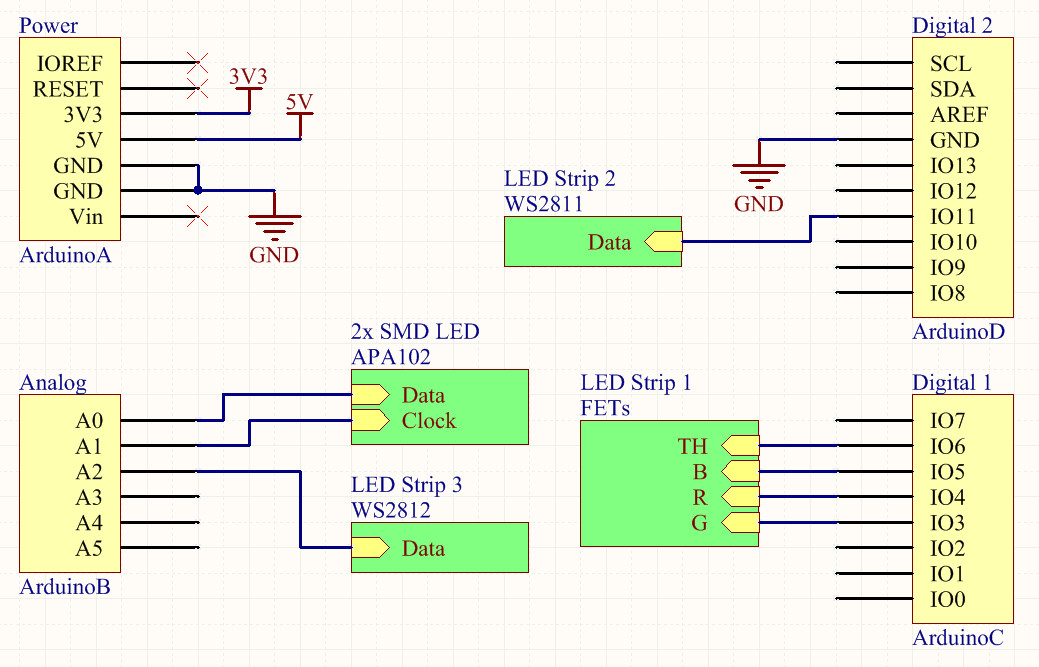 Power
IOREF
RESET
3V3
5V
GND
GND
Vin
ArduinoA
3V3
5V
GND
LED Strip 2
WS2811
Data
GND
Digital 2
SCL
SDA
AREF
GND
IO13
IO12
IO11
IO10
IO9
IO8
ArduinoD
Analog
A0
A1
A2
A3
A4
A5
ArduinoB
2x SMD LED
APA102
Data
Clock
LED Strip 3
WS2812
Data
LED Strip 1
FETs
TH
B
R
G
Digital 1
IO7
IO6
IO5
IO4
IO3
IO2
IO1
IO0
ArduinoC